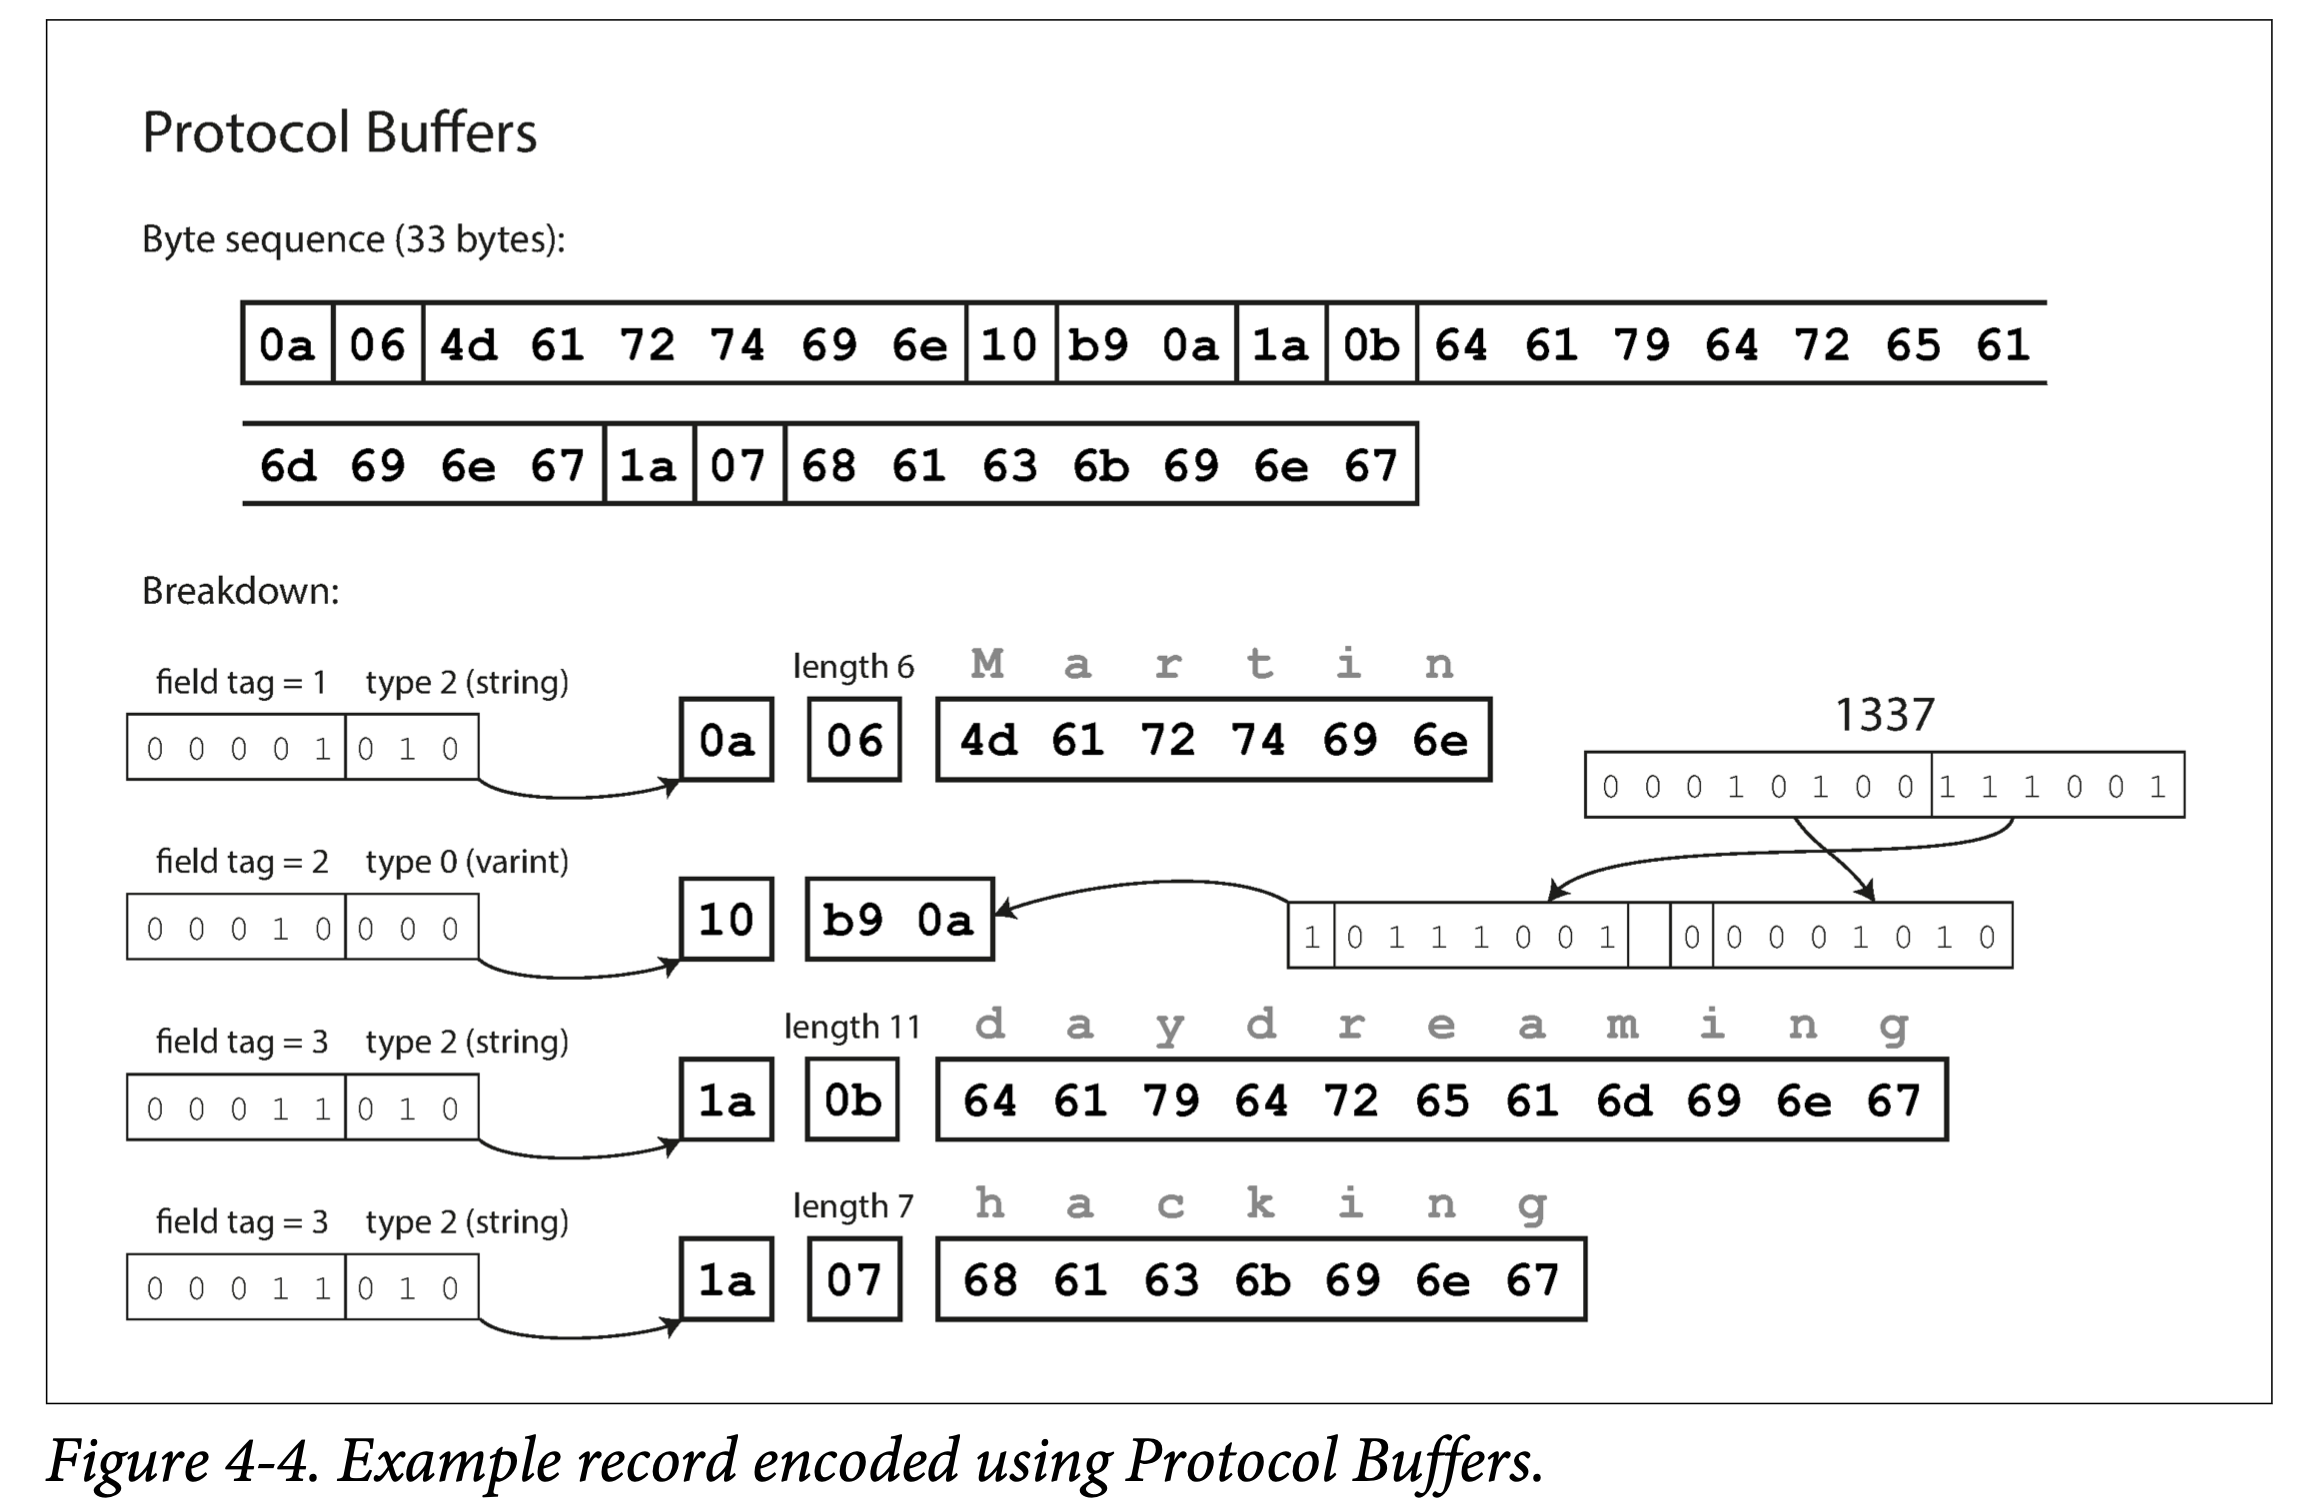 Protocol Buffers
Byte sequence (33 bytes):
0a 06 4d 61 72 74 69 6e 10 b9 0a 1a 0b 64 61 79 64 72 65 61
6d 69 6e 67 1a 07 68 61 63 6b 69 6e 67
Breakdown:
field tag = 1 type 2 (string) length 6 M a r t i n
0 0 0 0 1 0 1 0 0a 06 4d 61 72 74 69 6e
1337
0 0 0 1 0 1 0 0 1 1 1 0 0 1
field tag = 2 type 0 (varint)
0 0 0 1 0 0 0 0 10 b9 0a 1 0 1 1 1 0 0 1 0 0 0 0 1 0 1 0
field tag = 3 type 2 (string) length 11 d a y d r e a m i n g
0 0 0 1 1 0 1 0 1a 0b 64 61 79 64 72 65 61 6d 69 6e 67
field tag = 3 type 2 (string) length 7 h a c k i n g
0 0 0 1 1 0 1 0 1a 07 68 61 63 6b 69 6e 67
Figure 4-4. Example record encoded using Protocol Buffers.